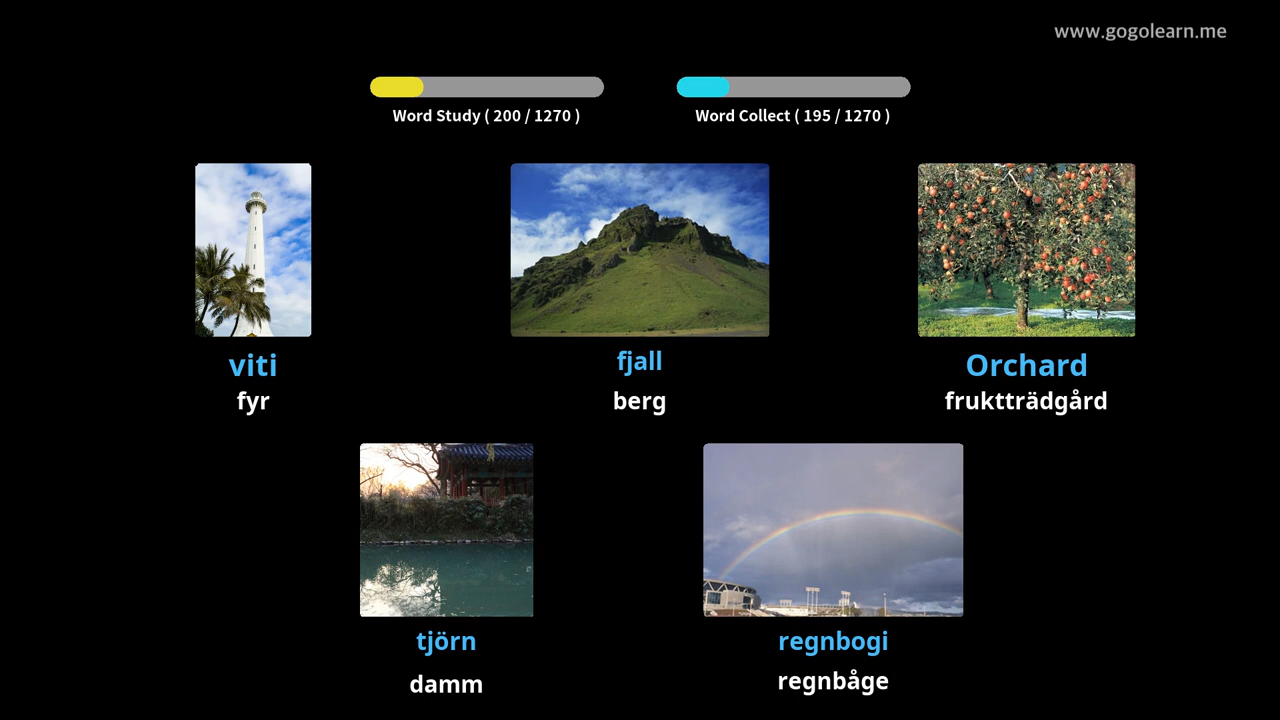 www.gogolearn.me
Word Study ( 200 / 1270 )
Word Collect ( 195 / 1270 )
viti
fjall
Orchard
fyr
berg
fruktträdgård
tjörn
regnbogi
damm
regnbåge